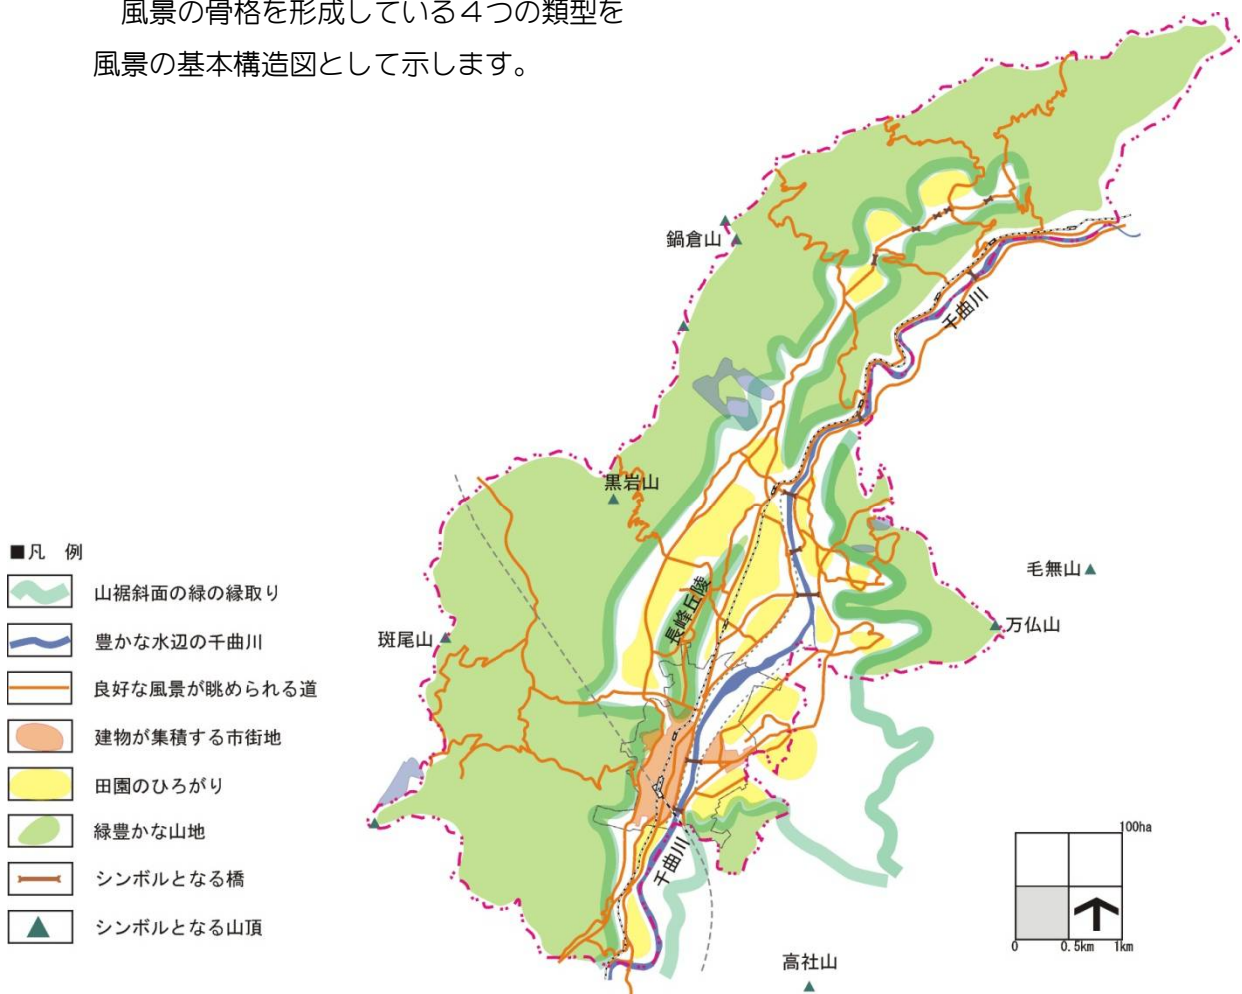 風景の骨格を形成している４つの類型を
風景の基本構造図として示します。
鍋倉山
千曲川
黒岩山
毛無山
万仏山
長峰丘陵
斑尾山
千曲川
高社山
■凡　例
山裾斜面の緑の縁取り
豊かな水辺の千曲川
良好な風景が眺められる道
建物が集積する市街地
田園のひろがり
緑豊かな山地
シンボルとなる橋
シンボルとなる山頂
100ha
0 0.5km 1km